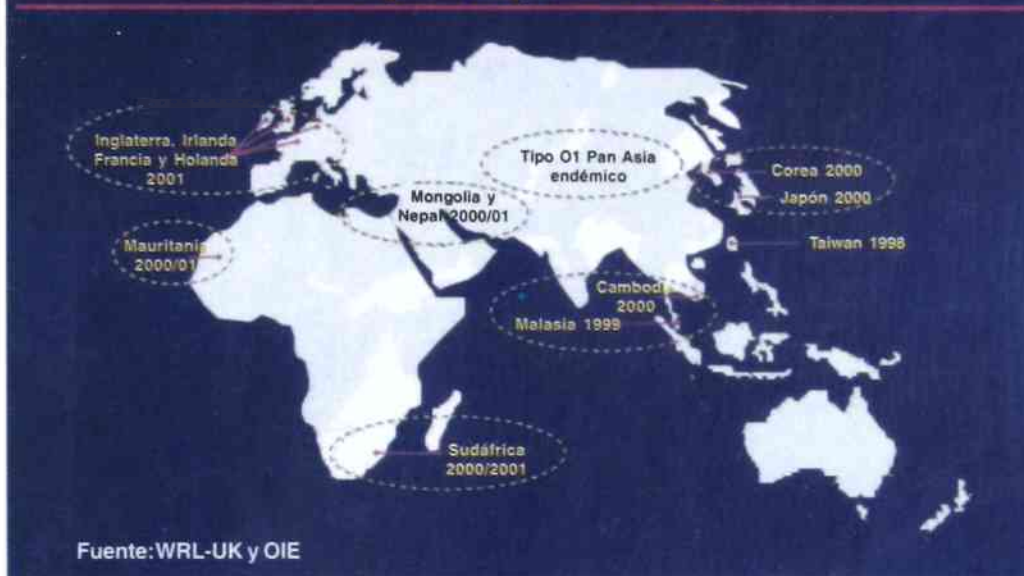 Inglaterra. Irlanda
Francia y Holanda
2001
Tipo O1 Pan Asia
endémico
Corea 2000
Japón 2000
Mongolia y
Nepal 2000/01
Mauritania
2000/01
Taiwan 1998
2000
Malasia 1999
Sudáfrica
2000/2001
Fuente:WRL-UK y OIE